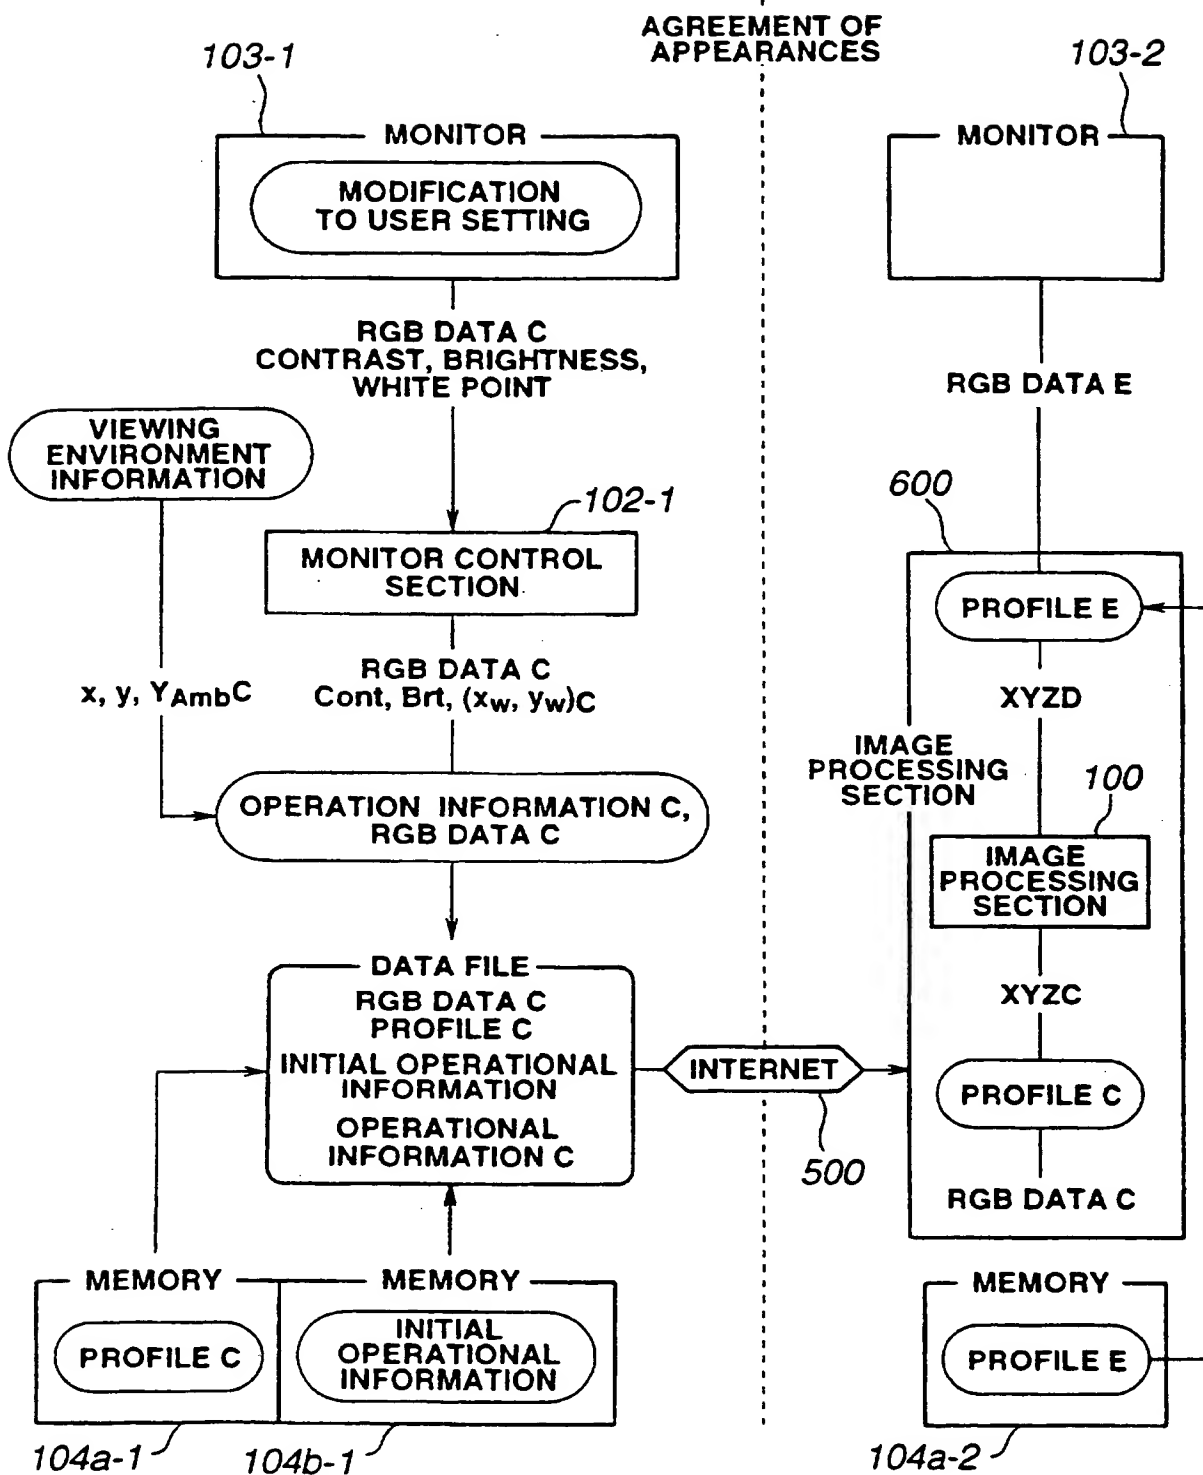 AGREEMENT OF
APPEARANCES
103-1
103-2
MONITOR
MODIFICATION
TO USER SETTING
RGB DATA C
CONTRAST, BRIGHTNESS,
WHITE POINT
VIEWING
ENVIRONMENT
INFORMATION
102-1
MONITOR CONTROL
SECTION
x, y, YAmbC
RGB DATA C
Cont, Brt, (xw, yw)C
OPERATION INFORMATION C,
RGB DATA C
DATA FILE
RGB DATA C
PROFILE C
INITIAL OPERATIONAL
INFORMATION
OPERATIONAL
INFORMATION C
INTERNET
500
MEMORY
PROFILE C
104a-1
MEMORY
INITIAL
OPERATIONAL
INFORMATION
104b-1
MONITOR
RGB DATA E
600
PROFILE E
XYZD
IMAGE
PROCESSING
SECTION
100
IMAGE
PROCESSING
SECTION
XYZC
PROFILE C
RGB DATA C
MEMORY
PROFILE E
104a-2